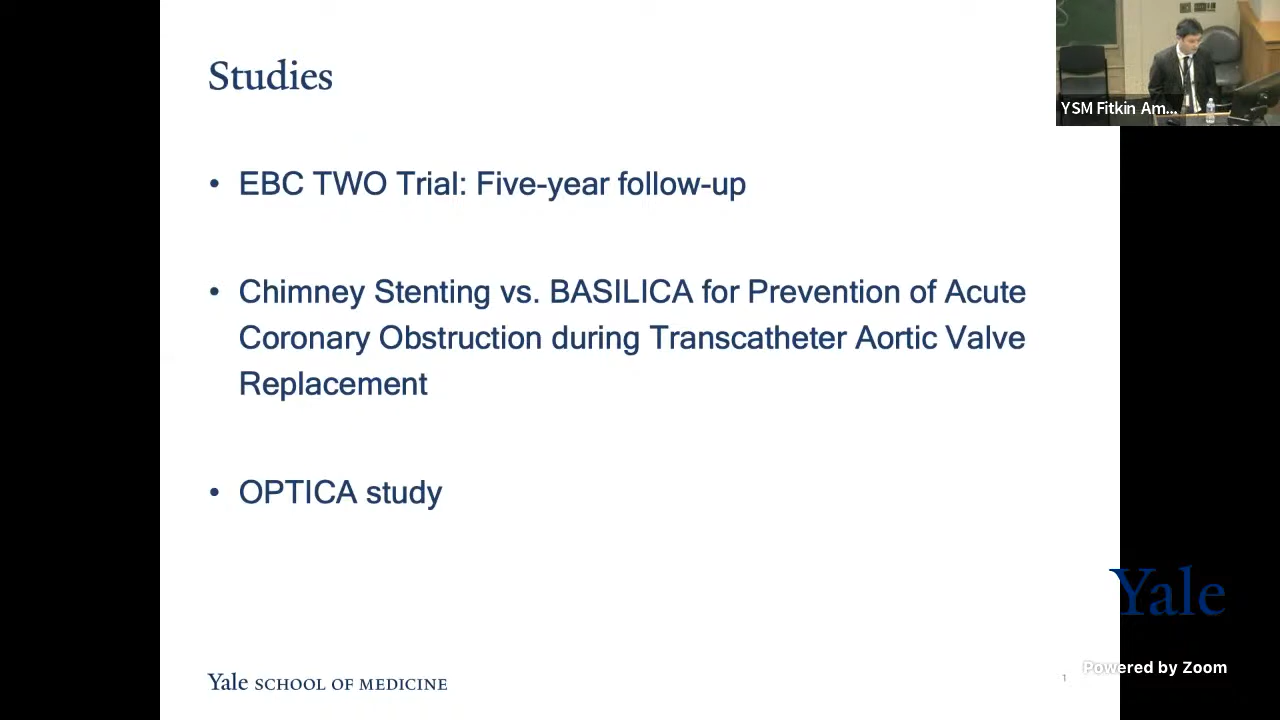 Studies
YSM Fitkin Am...
• EBC TWO Trial: Five-year follow-up
• Chimney Stenting vs. BASILICA for Prevention of Acute
Coronary Obstruction during Transcatheter Aortic Valve
Replacement
• OPTICA study
Yale
Powered by Zoom
Yale SCHOOL OF MEDICINE
1